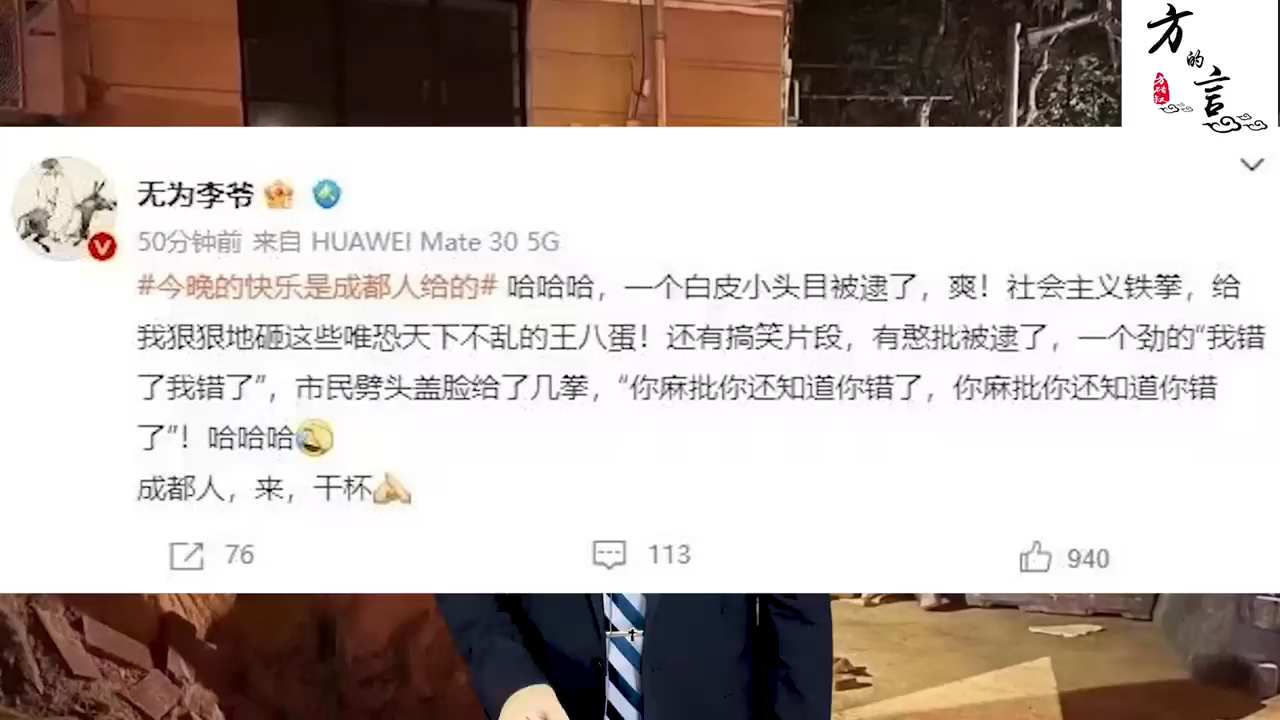 方的言
无为李爷
50分钟前 来自 HUAWEI Mate 30 5G
#今晚的快乐是成都人给的# 哈哈哈，一个白皮小头目被逮了，爽！社会主义铁拳，给
我狠狠地砸这些唯恐天下不乱的王八蛋！还有搞笑片段，有憨批被逮了，一个劲的“我错
了我错了”，市民劈头盖脸给了几拳，“你麻批你还知道你错了，你麻批你还知道你错
了”！哈哈哈
成都人，来，干杯
76
113
940